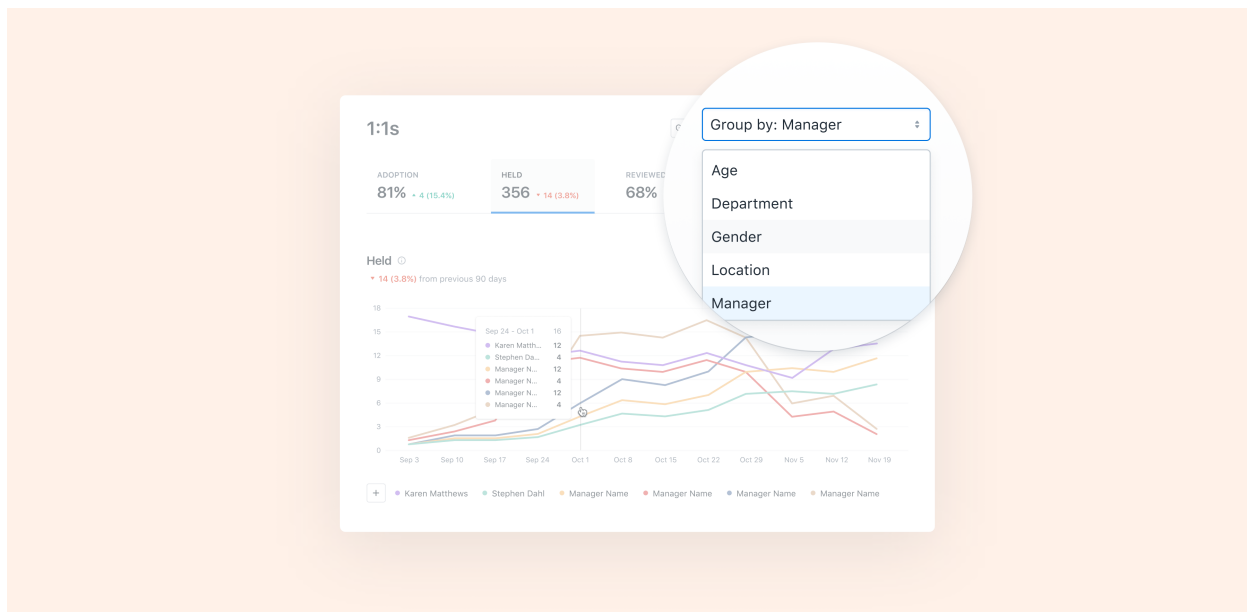 1:1s
Group by: Manager
Age
Department
Gender
Location
Manager
ADOPTION
81% 4 (15.4%)
HELD
356 14 (3.8%)
REVIEWED
68%
Held
14 (3.8%) from previous 90 days
18
15
12
9
6
3
0
Sep 24 - Oct 1 16
Karen Matth... 12
Stephen Da... 4
Manager N... 12
Manager N... 4
Manager N... 12
Manager N... 4
Sep 3 Sep 10 Sep 17 Sep 24 Oct 1 Oct 8 Oct 15 Oct 22 Oct 29 Nov 5 Nov 12 Nov 19
+ Karen Matthews Stephen Dahl Manager Name Manager Name Manager Name Manager Name